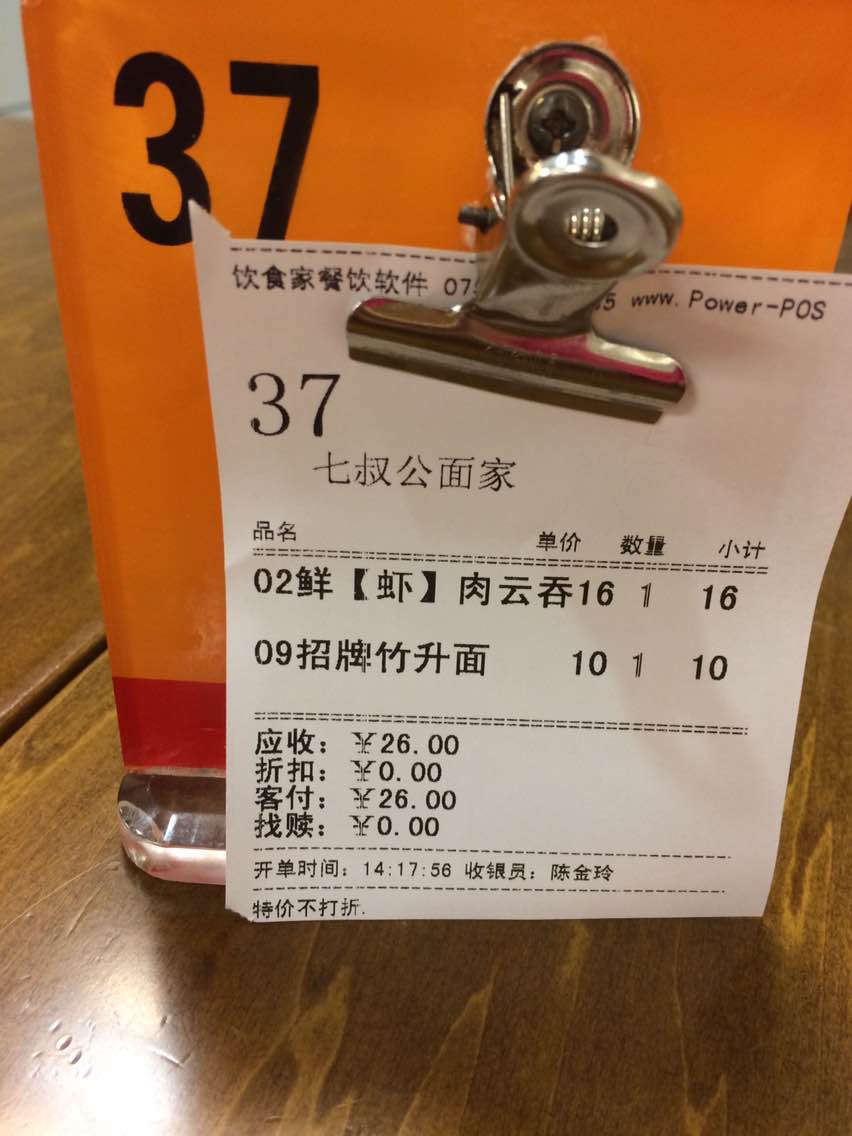 37
饮食家餐饮软件 079 5 www.Power-POS
37
七叔公面家
品名 单价 数量 小计
02鲜【虾】肉云吞16 1 16
09招牌竹升面 10 1 10
应收：￥26.00
折扣：￥0.00
客付：￥26.00
找赎：￥0.00
开单时间：14:17:56 收银员：陈金玲
特价不打折.